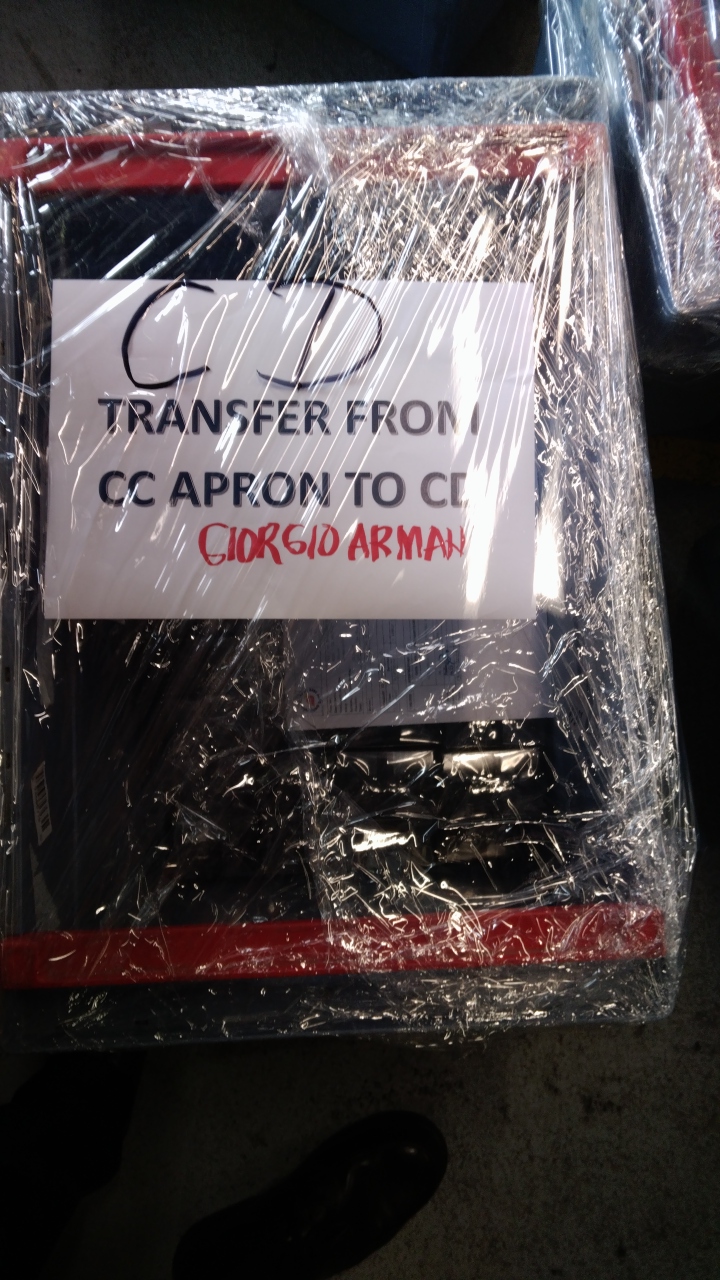 CD
TRANSFER FROM
CC APRON TO CD
GIORGIO ARMAN